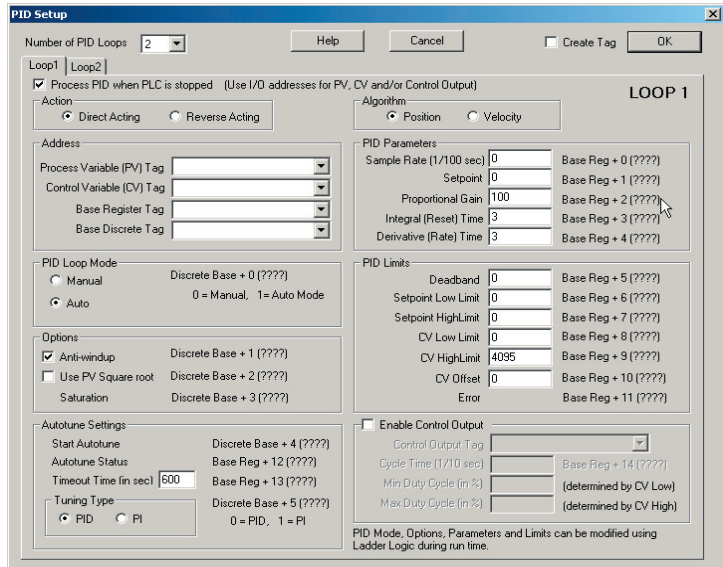 PID Setup
Number of PID Loops 2 Help Cancel Create Tag OK
Loop1 Loop2
Process PID when PLC is stopped (Use I/O addresses for PV, CV and/or Control Output)
LOOP 1
Action
Direct Acting Reverse Acting
Algorithm
Position Velocity
Address
Process Variable (PV) Tag
Control Variable (CV) Tag
Base Register Tag
Base Discrete Tag
PID Parameters
Sample Rate (1/100 sec) 0 Base Reg + 0 (????)
Setpoint 0 Base Reg + 1 (????)
Proportional Gain 100 Base Reg + 2 (????)
Integral (Reset) Time 3 Base Reg + 3 (????)
Derivative (Rate) Time 3 Base Reg + 4 (????)
PID Loop Mode
Manual Discrete Base + 0 (????)
Auto 0 = Manual, 1= Auto Mode
PID Limits
Deadband 0 Base Reg + 5 (????)
Setpoint Low Limit 0 Base Reg + 6 (????)
Setpoint HighLimit 0 Base Reg + 7 (????)
CV Low Limit 0 Base Reg + 8 (????)
CV HighLimit 4095 Base Reg + 9 (????)
CV Offset 0 Base Reg + 10 (????)
Error Base Reg + 11 (????)
Options
Anti-windup Discrete Base + 1 (????)
Use PV Square root Discrete Base + 2 (????)
Saturation Discrete Base + 3 (????)
Autotune Settings
Start Autotune Discrete Base + 4 (????)
Autotune Status Base Reg + 12 (????)
Timeout Time (in sec) 600 Base Reg + 13 (????)
Tuning Type Discrete Base + 5 (????)
PID PI 0 = PID, 1 = PI
Enable Control Output
Control Output Tag
Cycle Time (1/10 sec) Base Reg + 14 (????)
Min Duty Cycle (in %) (determined by CV Low)
Max Duty Cycle (in %) (determined by CV High)
PID Mode, Options, Parameters and Limits can be modified using
Ladder Logic during run time.